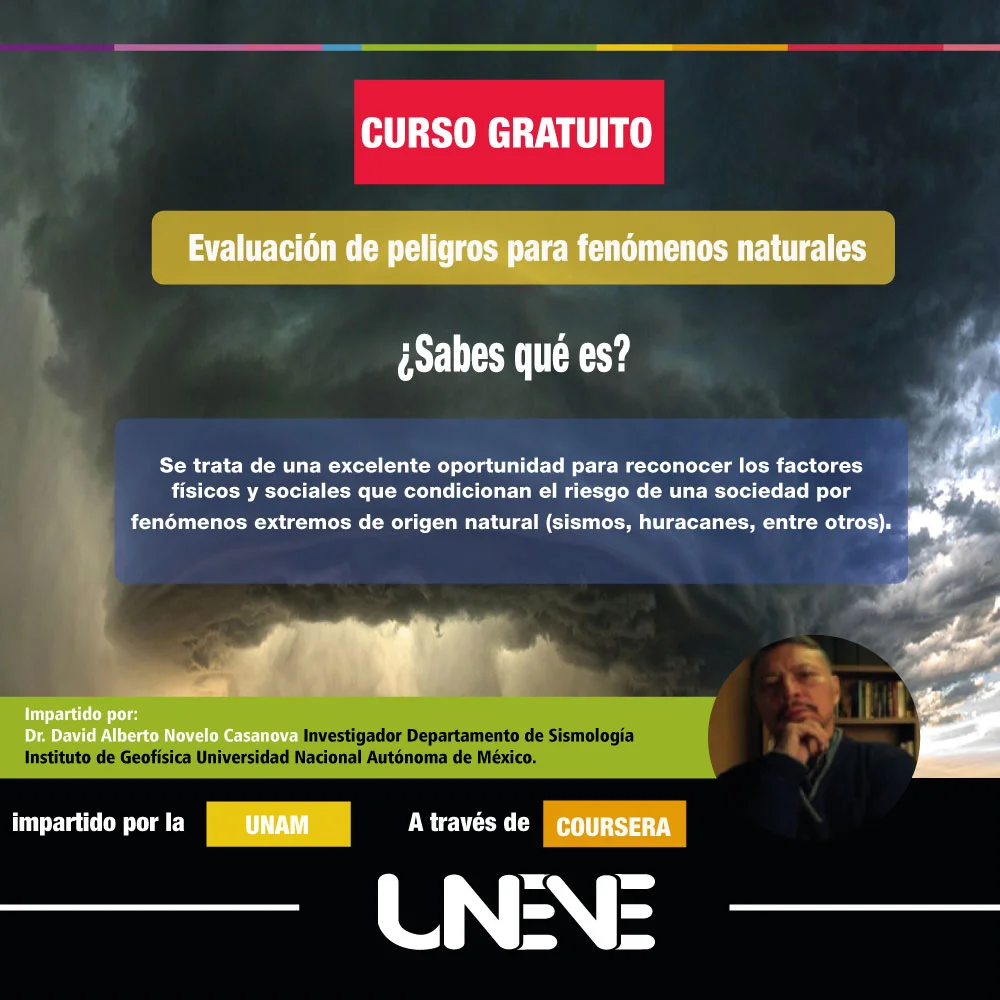 CURSO GRATUITO
Evaluación de peligros para fenómenos naturales
¿Sabes qué es?
Se trata de una excelente oportunidad para reconocer los factores
físicos y sociales que condicionan el riesgo de una sociedad por
fenómenos extremos de origen natural (sismos, huracanes, entre otros).
Impartido por:
Dr. David Alberto Novelo Casanova Investigador Departamento de Sismología
Instituto de Geofísica Universidad Nacional Autónoma de México.
impartido por la UNAM A través de COURSERA
UNEVE